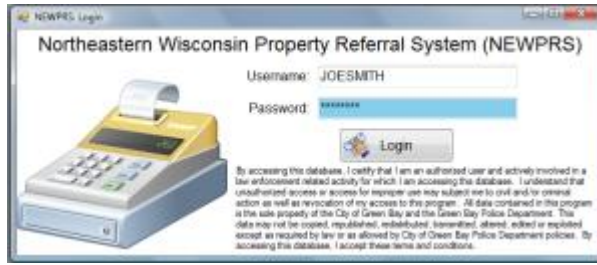 NEWPRS Login
Northeastern Wisconsin Property Referral System (NEWPRS)
Username: JOESMITH
Password: ********
Login
By accessing this database, I certify that I am an authorized user and actively involved in a
law enforcement related activity for which I am accessing this database. I understand that
unauthorized access or access for improper use may subject me to civil and/or criminal
action as well as revocation of my access to this program. All data contained in this program
is the sole property of the City of Green Bay and the Green Bay Police Department. This
data may not be copied, republished, redistributed, transmitted, altered, edited or exploited
except as required by law or as allowed by City of Green Bay Police Department policies. By
accessing this database, I accept these terms and conditions.